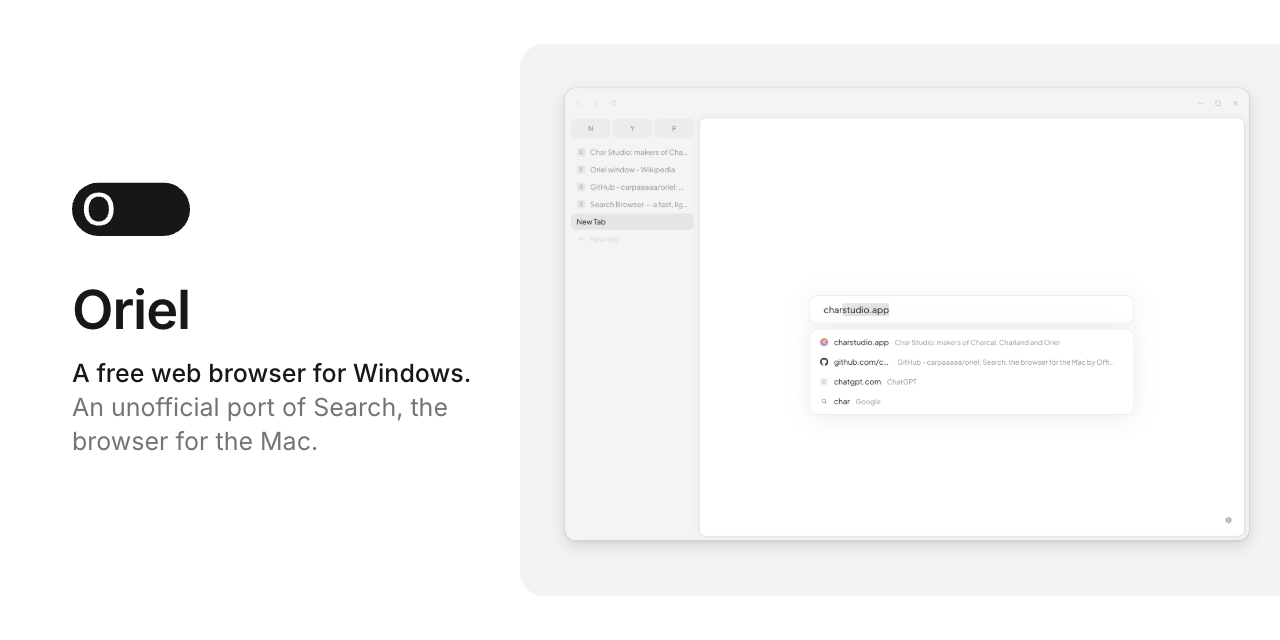 O
Oriel
A free web browser for Windows.
An unofficial port of Search, the
browser for the Mac.
N Y F
C Char Studio: makers of Cha...
E Oriel window - Wikipedia
G GitHub - carpaaaaa/oriel: ...
S Search Browser — a fast, lig...
New Tab
+ New tab
charstudio.app
charstudio.app Char Studio: makers of Charcal, Charland and Oriel
github.com/c... GitHub - carpaaaaa/oriel: Search, the browser for the Mac by Offi...
C chatgpt.com ChatGPT
char Google